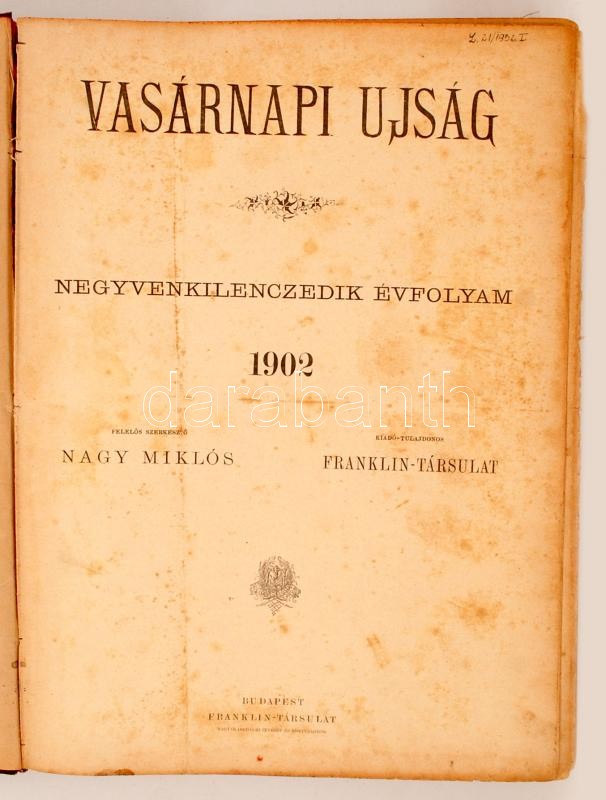 VASÁRNAPI UJSÁG
NEGYVENKILENCZEDIK ÉVFOLYAM
1902
darabanth
FELELŐS SZERKESZTŐ
NAGY MIKLÓS
KIADÓ-TULAJDONOS
FRANKLIN-TÁRSULAT
BUDAPEST
FRANKLIN-TÁRSULAT